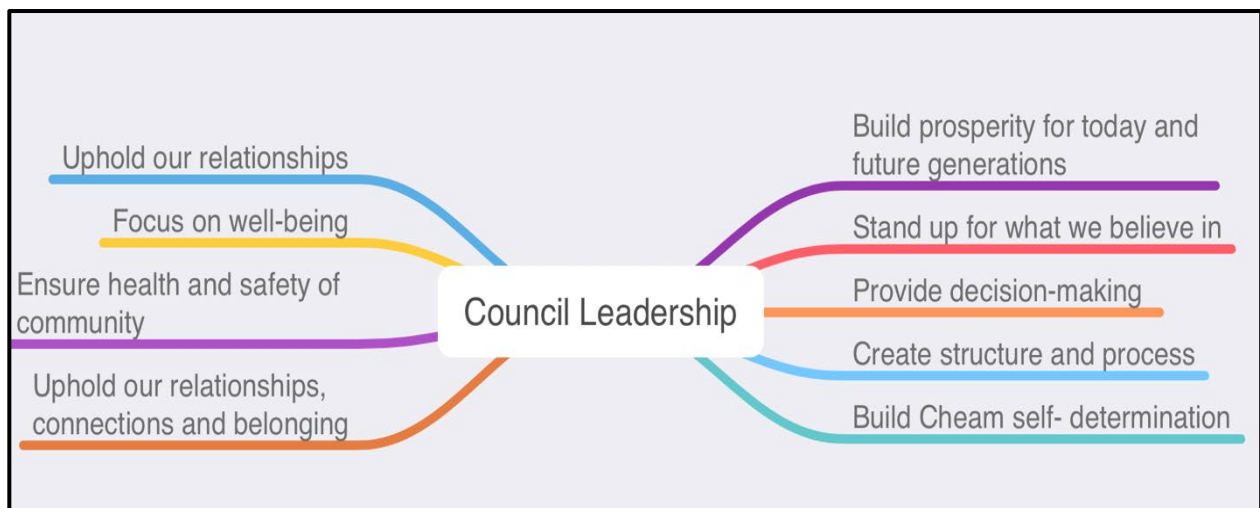 Uphold our relationships
Focus on well-being
Ensure health and safety of
community
Uphold our relationships,
connections and belonging
Council Leadership
Build prosperity for today and
future generations
Stand up for what we believe in
Provide decision-making
Create structure and process
Build Cheam self- determination